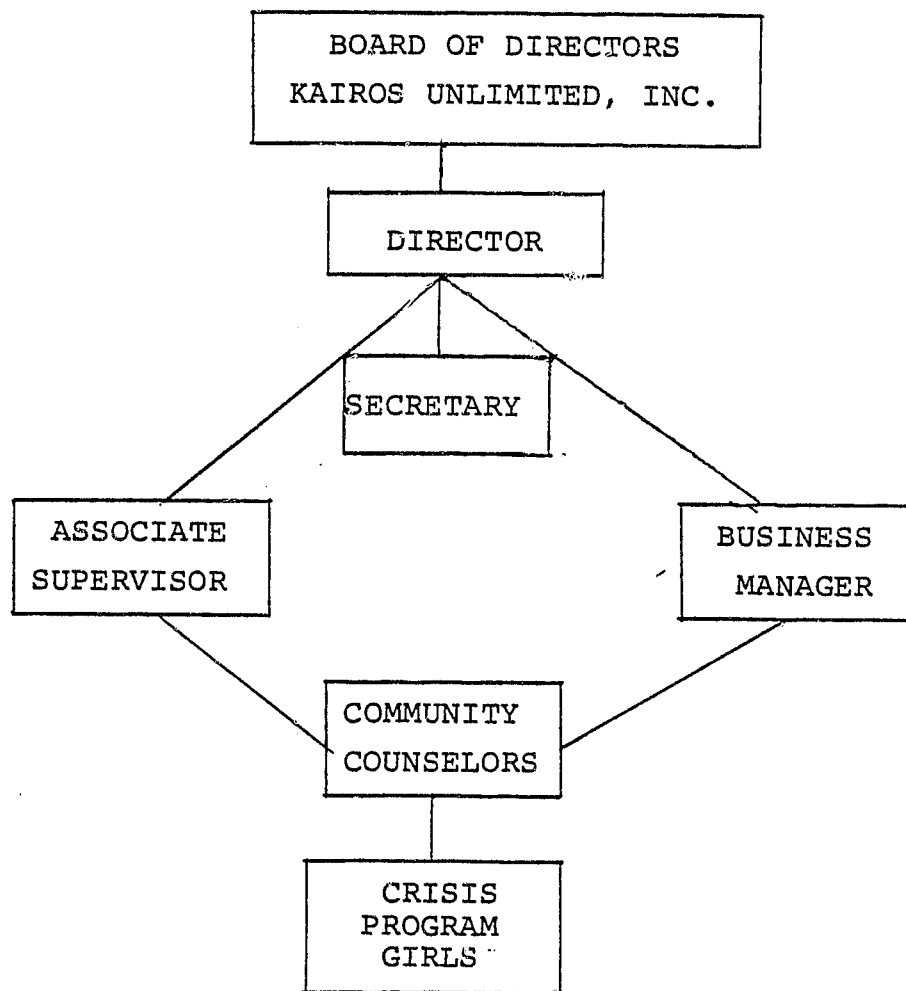 BOARD OF DIRECTORS
KAIROS UNLIMITED, INC.
DIRECTOR
SECRETARY
ASSOCIATE
SUPERVISOR
BUSINESS
MANAGER
COMMUNITY
COUNSELORS
CRISIS
PROGRAM
GIRLS